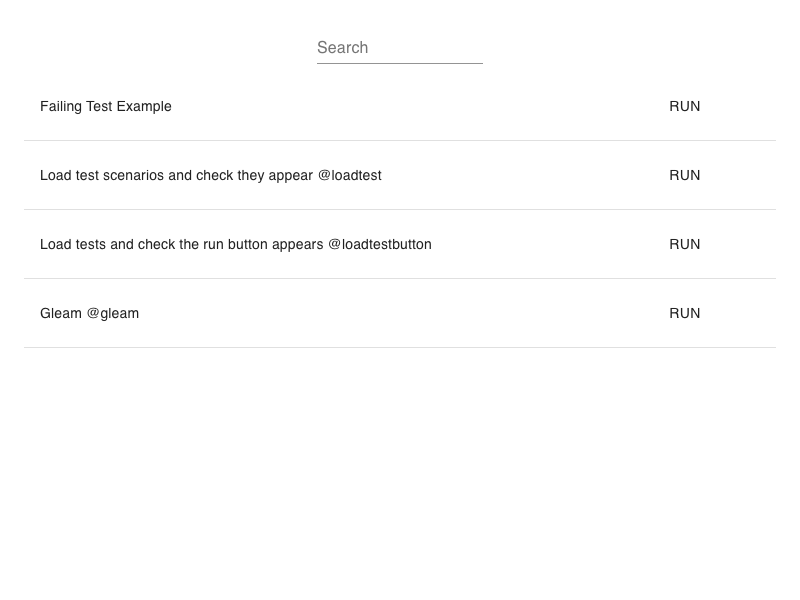 Search
Failing Test Example RUN
Load test scenarios and check they appear @loadtest RUN
Load tests and check the run button appears @loadtestbutton RUN
Gleam @gleam RUN